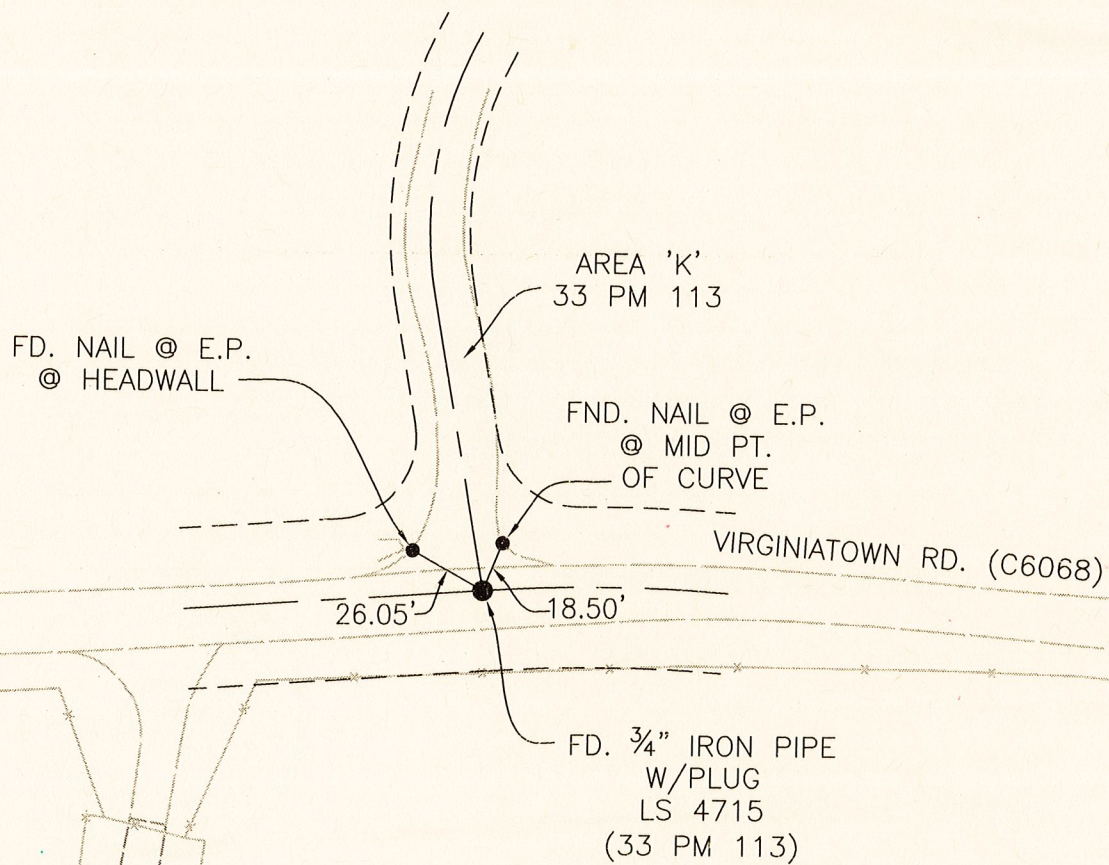 AREA 'K'
33 PM 113
FD. NAIL @ E.P.
@ HEADWALL
FND. NAIL @ E.P.
@ MID PT.
OF CURVE
VIRGINIATOWN RD. (C6068)
26.05'
18.50'
FD. ¾" IRON PIPE
W/PLUG
LS 4715
(33 PM 113)